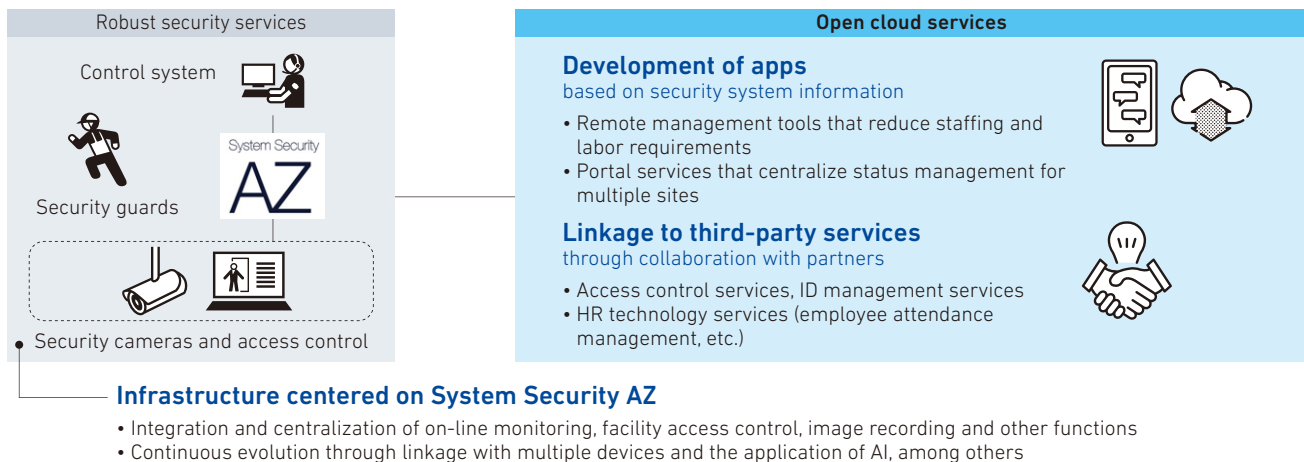 Robust security services
Control system
System Security
AZ
Security guards
Security cameras and access control
Open cloud services
Development of apps
based on security system information
• Remote management tools that reduce staffing and
labor requirements
• Portal services that centralize status management for
multiple sites
Linkage to third-party services
through collaboration with partners
• Access control services, ID management services
• HR technology services (employee attendance
management, etc.)
Infrastructure centered on System Security AZ
• Integration and centralization of on-line monitoring, facility access control, image recording and other functions
• Continuous evolution through linkage with multiple devices and the application of AI, among others